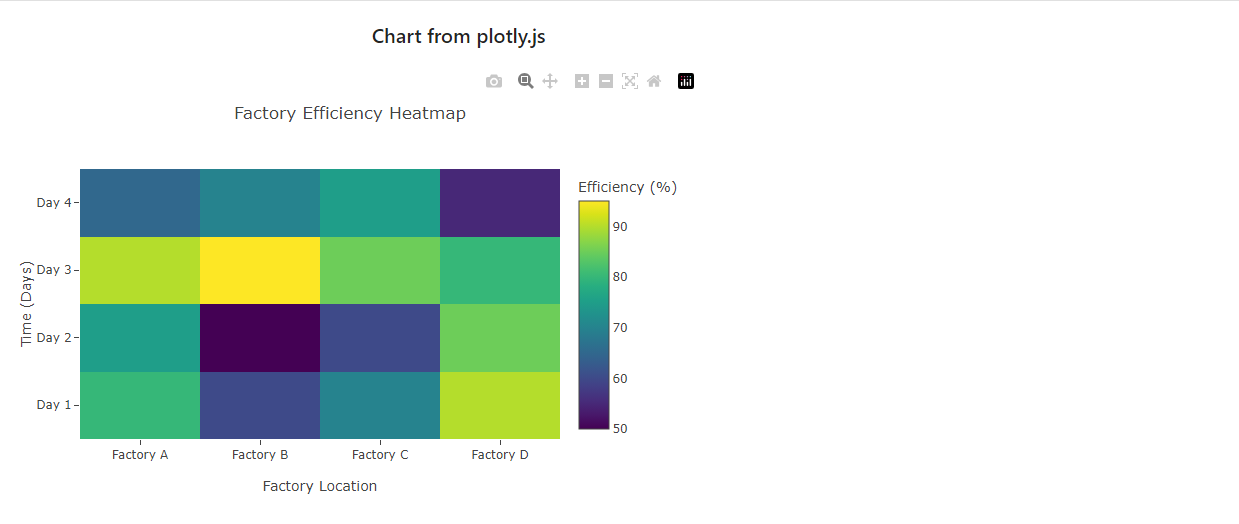 Chart from plotly.js
Factory Efficiency Heatmap
Efficiency (%)
90
80
70
60
50
Time (Days)
Day 4
Day 3
Day 2
Day 1
Factory A
Factory B
Factory C
Factory D
Factory Location